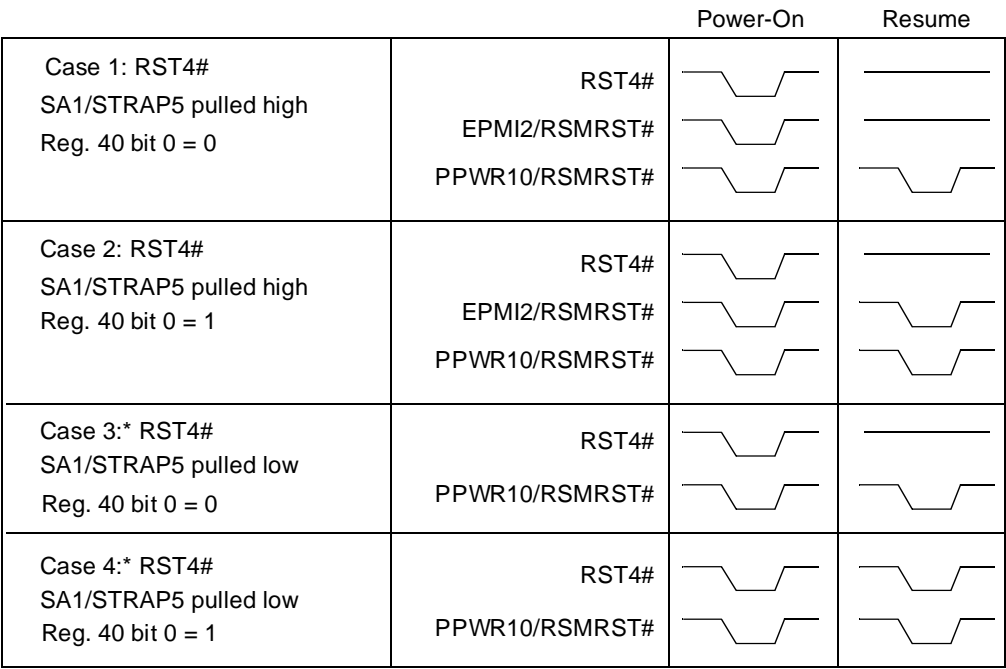 Power-On Resume
Case 1: RST4#
SA1/STRAP5 pulled high
Reg. 40 bit 0 = 0
RST4#
EPMI2/RSMRST#
PPWR10/RSMRST#
Case 2: RST4#
SA1/STRAP5 pulled high
Reg. 40 bit 0 = 1
RST4#
EPMI2/RSMRST#
PPWR10/RSMRST#
Case 3:* RST4#
SA1/STRAP5 pulled low
Reg. 40 bit 0 = 0
RST4#
PPWR10/RSMRST#
Case 4:* RST4#
SA1/STRAP5 pulled low
Reg. 40 bit 0 = 1
RST4#
PPWR10/RSMRST#